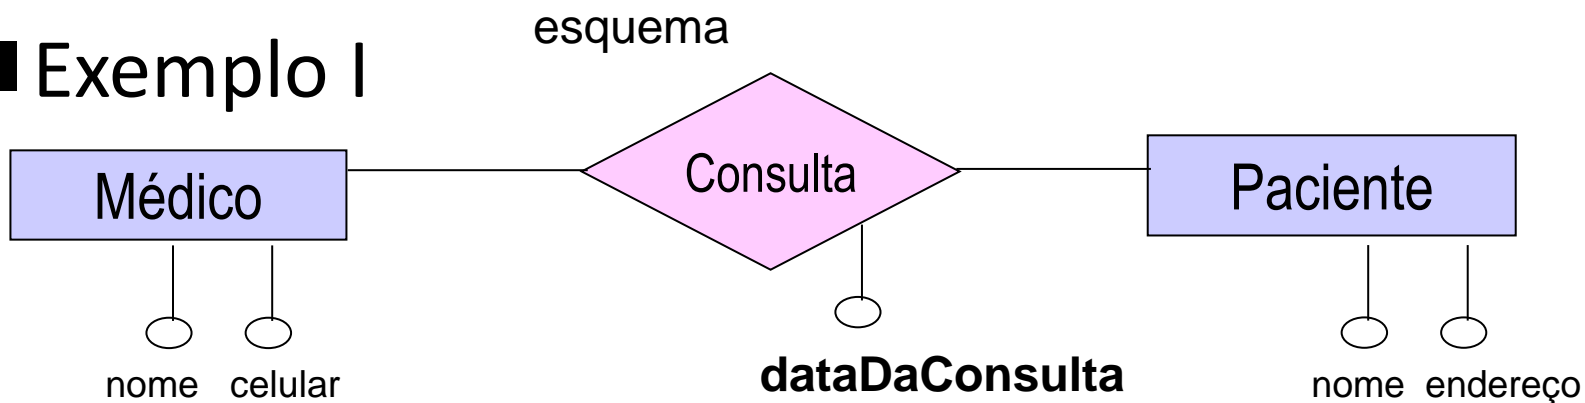 esquema
Exemplo I
Médico
Consulta
Paciente
nome celular
dataDaConsulta
nome endereço